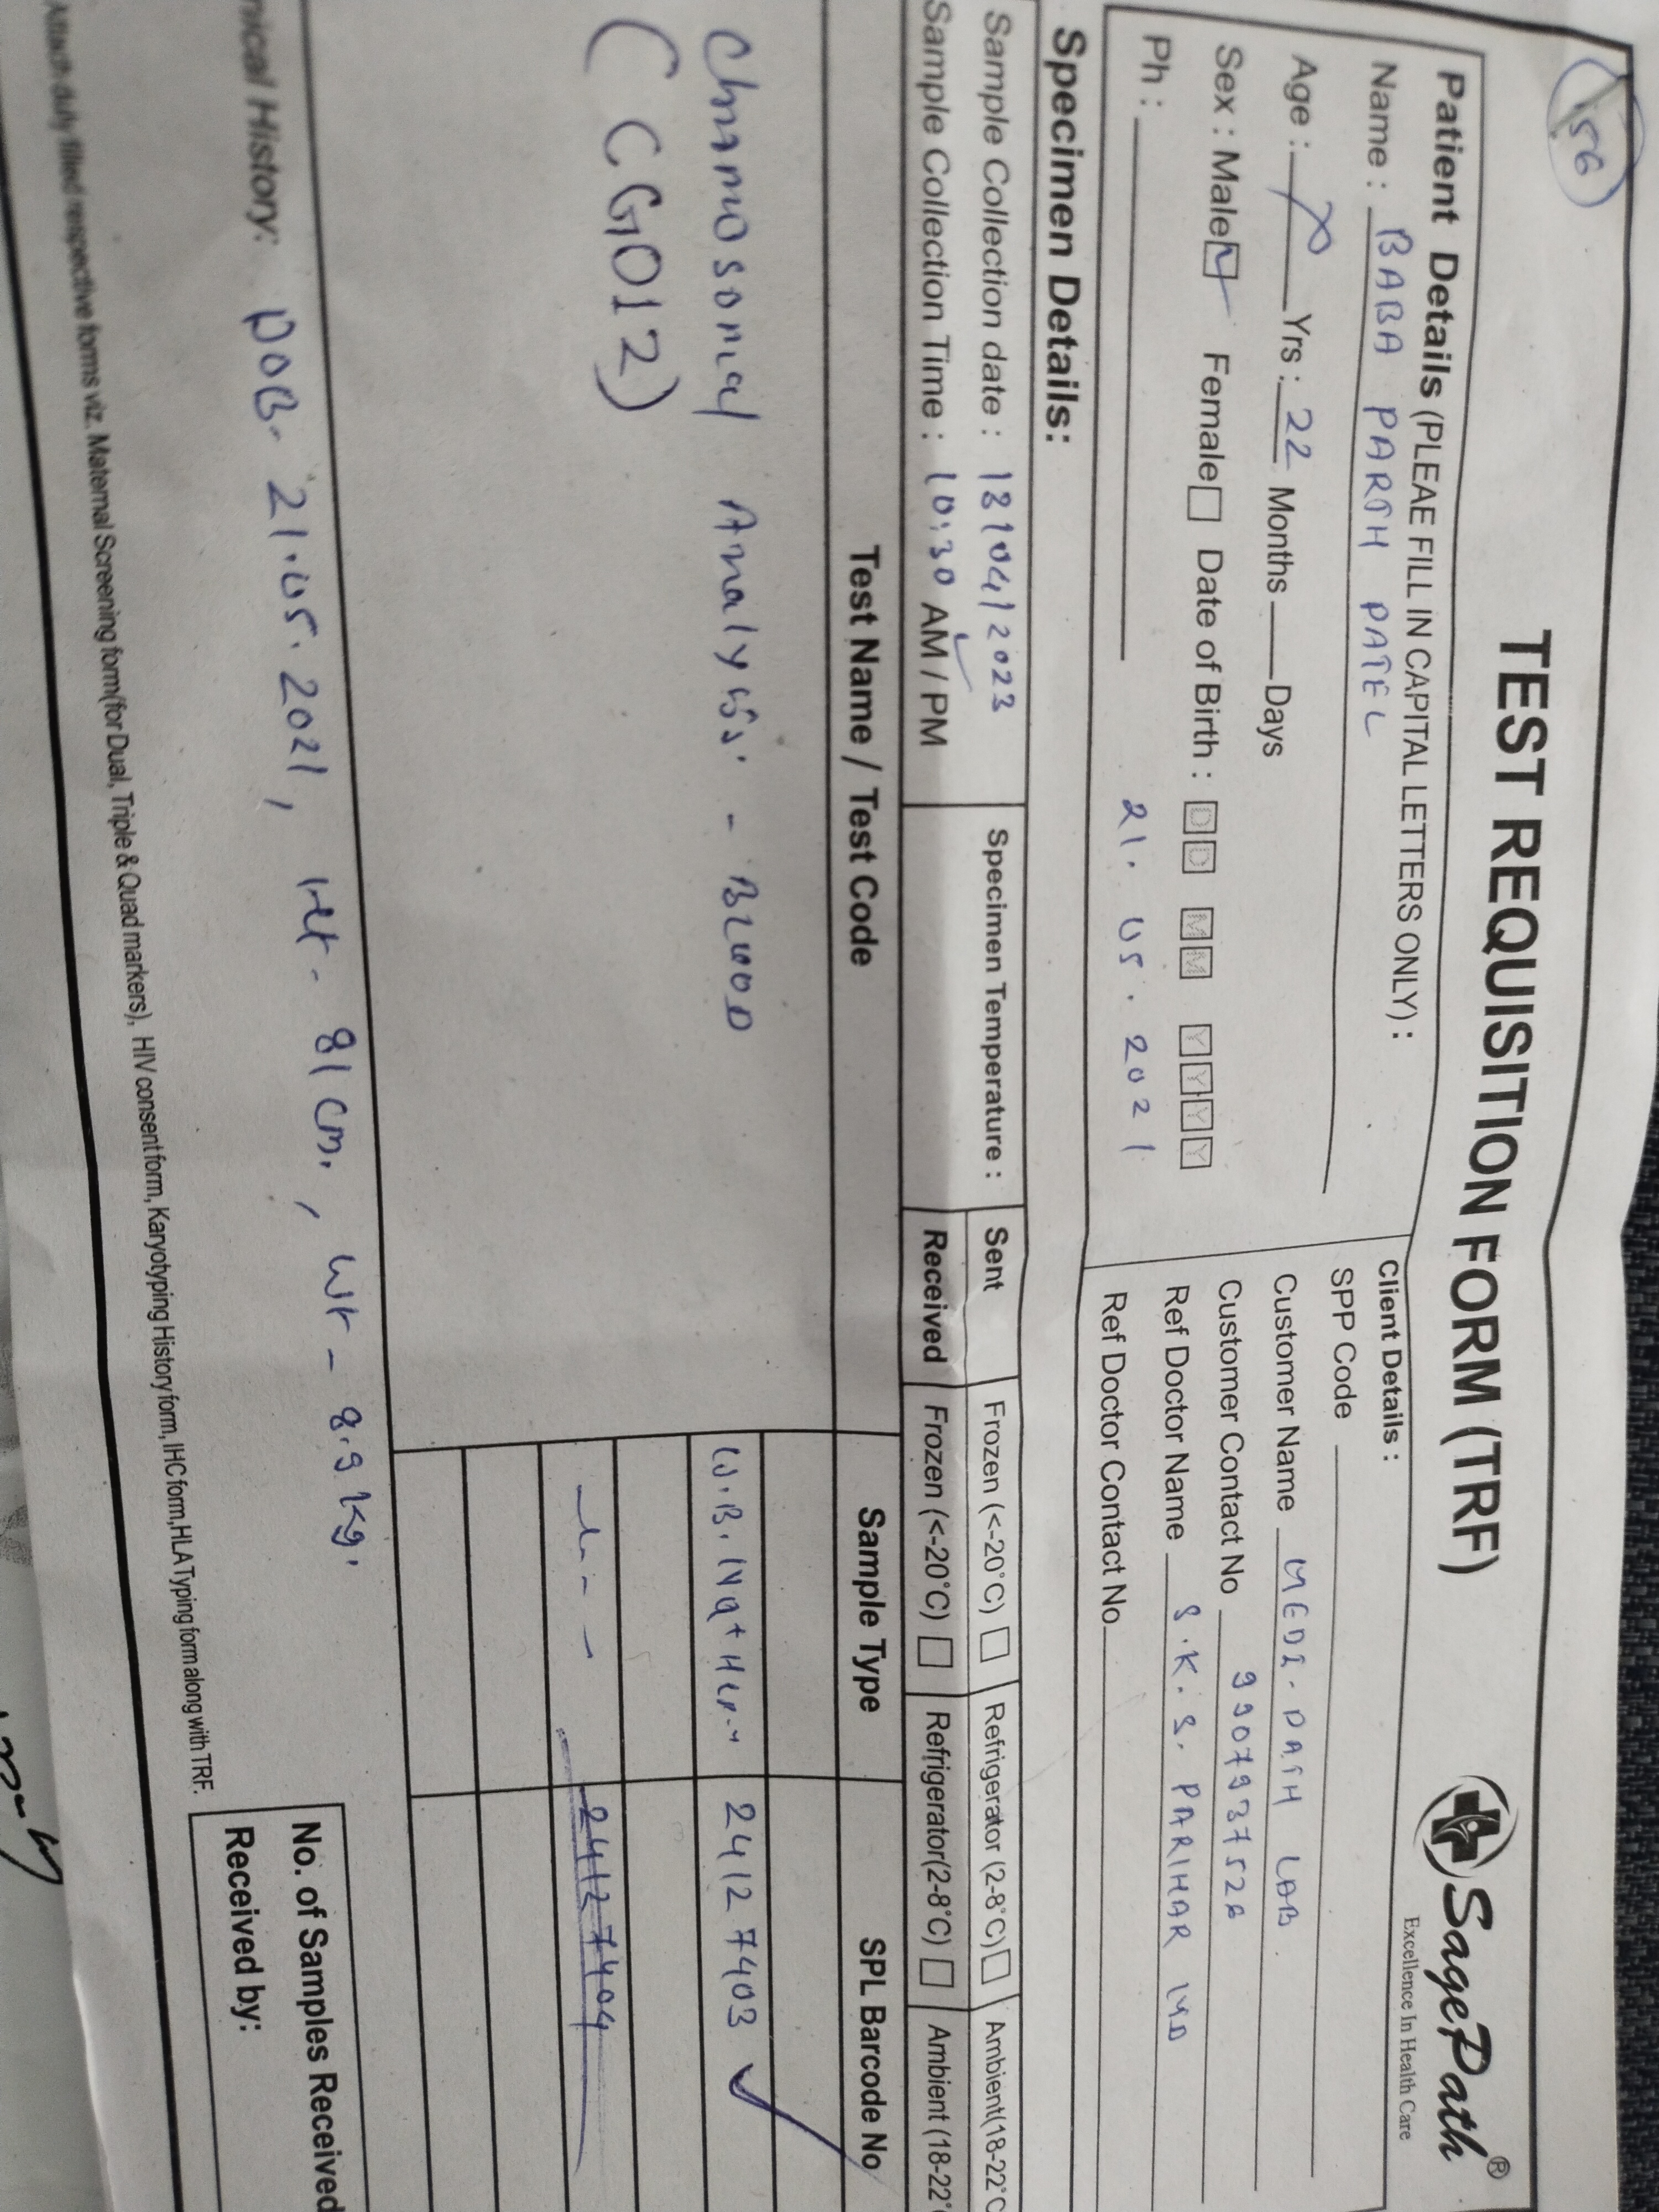 56
TEST REQUISITION FORM (TRF)
SagePath®
Excellence In Health Care
Patient Details (PLEAE FILL IN CAPITAL LETTERS ONLY) :
Name : BABA PARTH PATEL
Age : Yrs : 22 Months Days
Sex : Male Female Date of Birth : DD MM YYYY
21. 05. 2021
Ph :
Client Details :
SPP Code
Customer Name MEDI-PATH LAB
Customer Contact No 9907937526
Ref Doctor Name S.K.S. PARIHAR MD
Ref Doctor Contact No
Specimen Details:
Sample Collection date : 18/04/2023
Sample Collection Time : 10:30 AM / PM
Specimen Temperature :
Sent Frozen (<-20°C) Refrigerator (2-8°C) Ambient(18-22°C
Received Frozen (<-20°C) Refrigerator(2-8°C) Ambient (18-22°
Test Name / Test Code Sample Type SPL Barcode No
Chromosomal Analysis - BLOOD W.B. Na+ 24127403
(CG012) 24127404
nical History: DOB- 21.05.2021, Ht- 81 cm, Wt- 8.9 kg.
Attach duly filled respective forms viz. Maternal Screening form(for Dual, Triple & Quad markers), HIV consent form, Karyotyping History form, IHC form,HLA Typing form along with TRF.
No. of Samples Received
Received by: